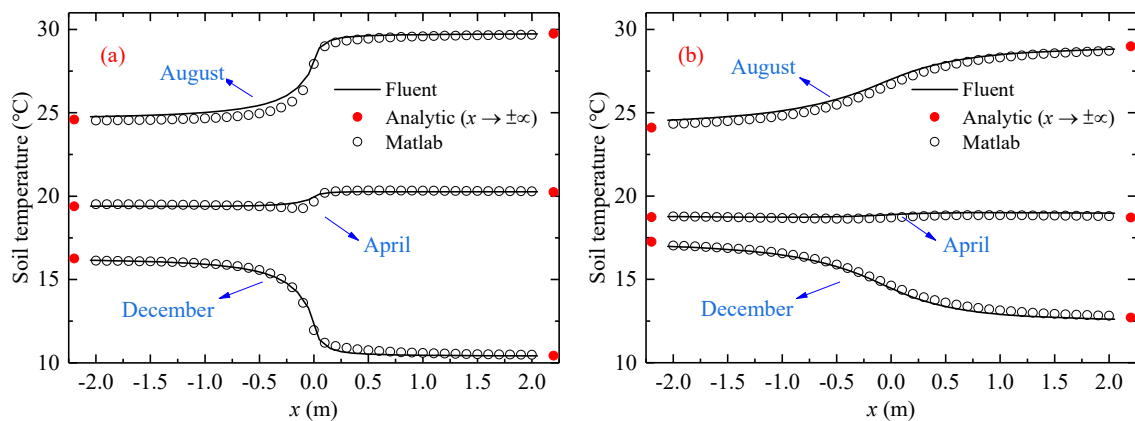 (a)
30
25
20
15
10
Soil temperature (℃)
August
Fluent
Analytic (x → ±∞)
Matlab
April
December
-2.0 -1.5 -1.0 -0.5 0.0 0.5 1.0 1.5 2.0
x (m)
(b)
30
25
20
15
10
Soil temperature (℃)
August
Fluent
Analytic (x → ±∞)
Matlab
April
December
-2.0 -1.5 -1.0 -0.5 0.0 0.5 1.0 1.5 2.0
x (m)